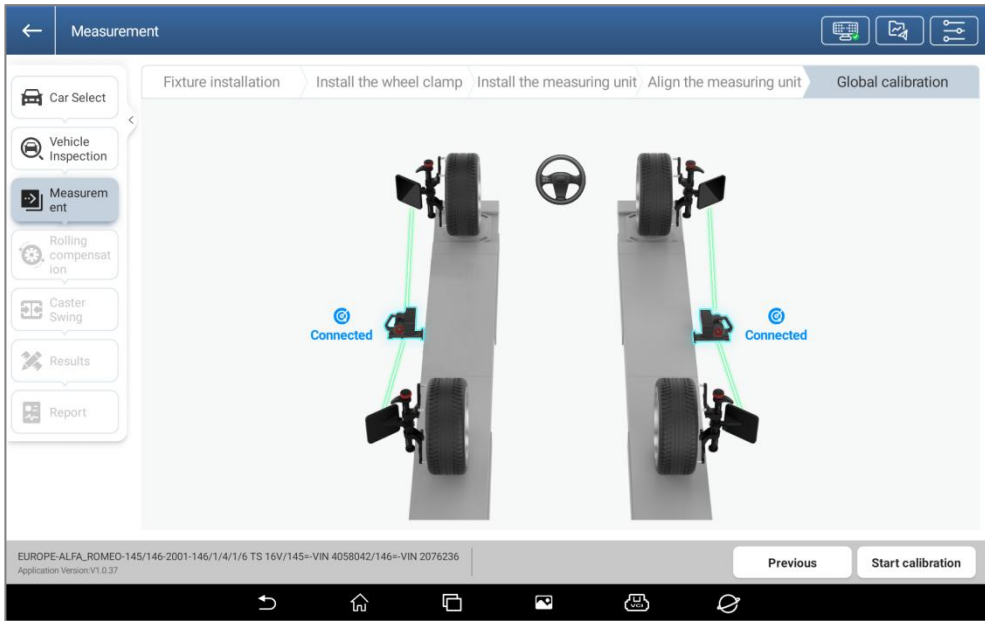 Measurement
Fixture installation
Install the wheel clamp
Install the measuring unit
Align the measuring unit
Global calibration
Car Select
Vehicle
Inspection
Measurem
ent
Rolling
compensat
ion
Caster
Swing
Results
Report
Connected
Connected
EUROPE-ALFA_ROMEO-145/146-2001-146/1/4/1/6 TS 16V/145=-VIN 4058042/146=-VIN 2076236
Application Version:V1.0.37
Previous
Start calibration
VCI